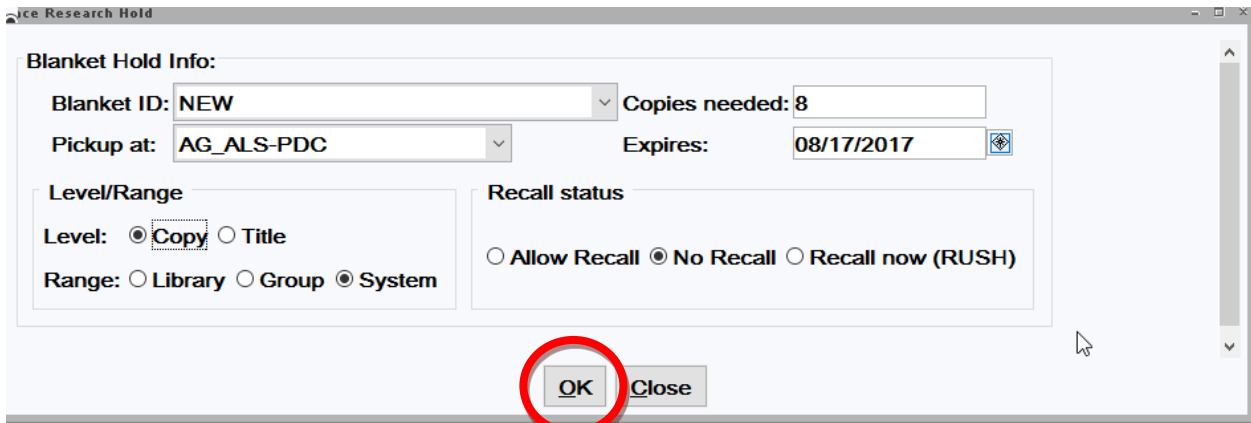 ace Research Hold
Blanket Hold Info:
Blanket ID: NEW Copies needed: 8
Pickup at: AG_ALS-PDC Expires: 08/17/2017
Level/Range Recall status
Level: Copy Title
Allow Recall No Recall Recall now (RUSH)
Range: Library Group System
OK Close